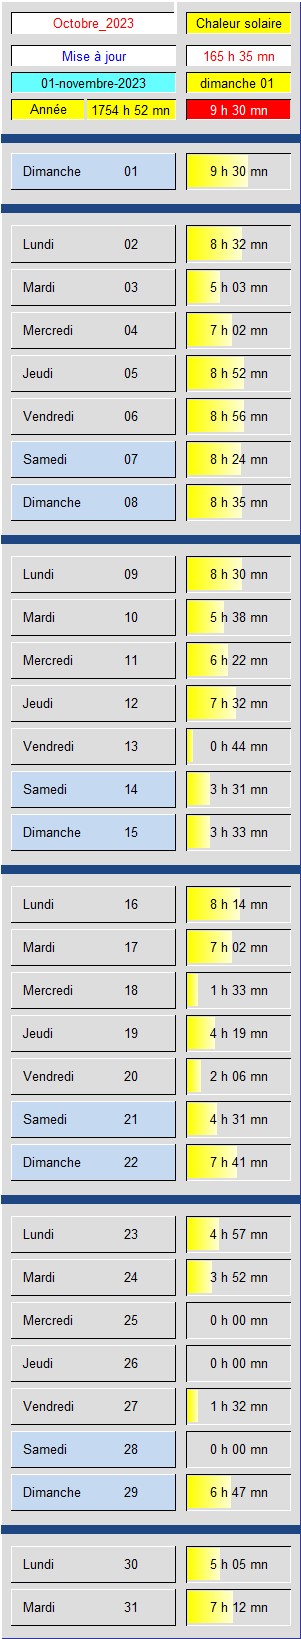 Octobre_2023 Chaleur solaire
Mise à jour 165 h 35 mn
01-novembre-2023 dimanche 01
Année 1754 h 52 mn 9 h 30 mn
Dimanche 01 9 h 30 mn
Lundi 02 8 h 32 mn
Mardi 03 5 h 03 mn
Mercredi 04 7 h 02 mn
Jeudi 05 8 h 52 mn
Vendredi 06 8 h 56 mn
Samedi 07 8 h 24 mn
Dimanche 08 8 h 35 mn
Lundi 09 8 h 30 mn
Mardi 10 5 h 38 mn
Mercredi 11 6 h 22 mn
Jeudi 12 7 h 32 mn
Vendredi 13 0 h 44 mn
Samedi 14 3 h 31 mn
Dimanche 15 3 h 33 mn
Lundi 16 8 h 14 mn
Mardi 17 7 h 02 mn
Mercredi 18 1 h 33 mn
Jeudi 19 4 h 19 mn
Vendredi 20 2 h 06 mn
Samedi 21 4 h 31 mn
Dimanche 22 7 h 41 mn
Lundi 23 4 h 57 mn
Mardi 24 3 h 52 mn
Mercredi 25 0 h 00 mn
Jeudi 26 0 h 00 mn
Vendredi 27 1 h 32 mn
Samedi 28 0 h 00 mn
Dimanche 29 6 h 47 mn
Lundi 30 5 h 05 mn
Mardi 31 7 h 12 mn